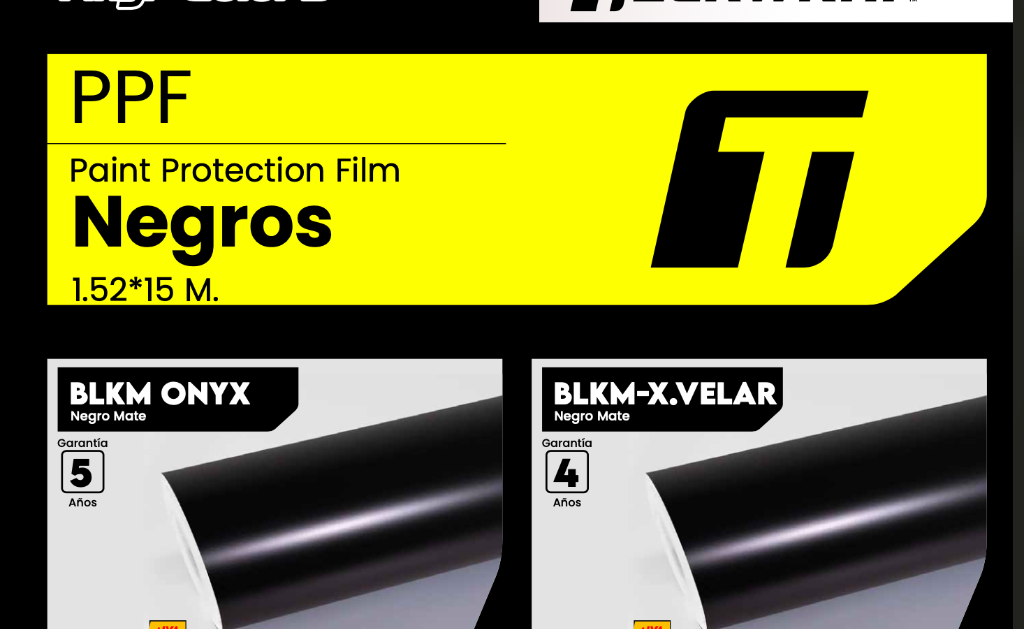 PPF
Paint Protection Film
Negros
1.52*15 M.
BLKM ONYX
Negro Mate
Garantía
5
Años
BLKM-X.VELAR
Negro Mate
Garantía
4
Años